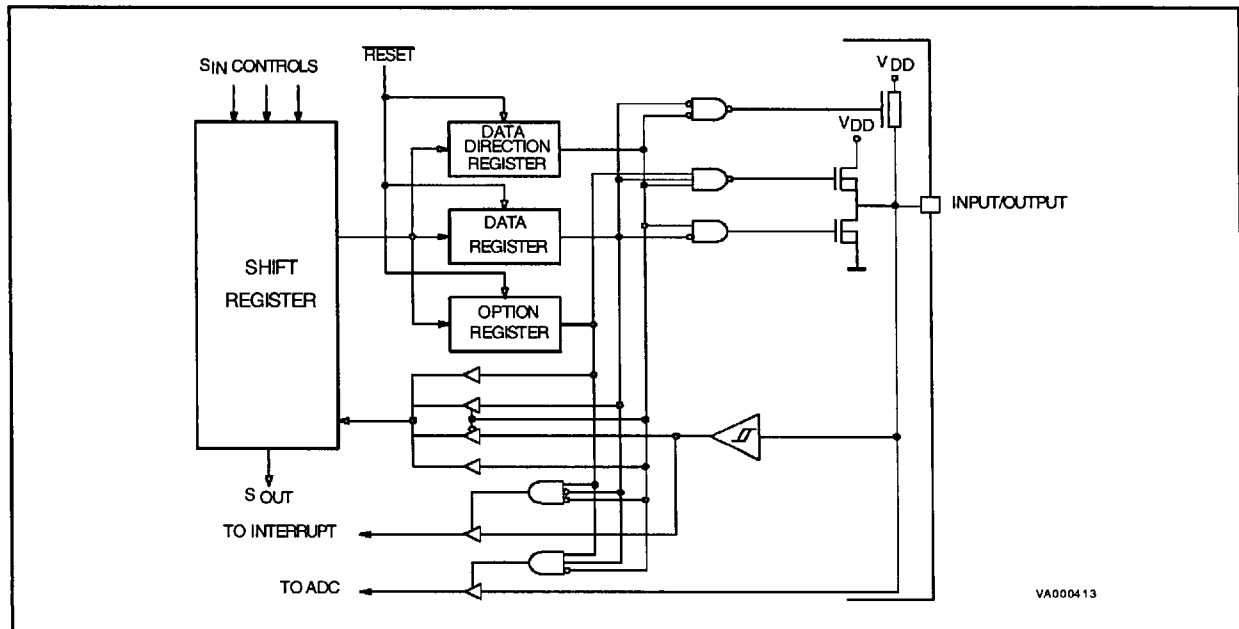 S IN CONTROLS
RESET
VDD
VDD
DATA
DIRECTION
REGISTER
DATA
REGISTER
INPUT/OUTPUT
SHIFT
REGISTER
OPTION
REGISTER
S OUT
TO INTERRUPT
TO ADC
VA000413